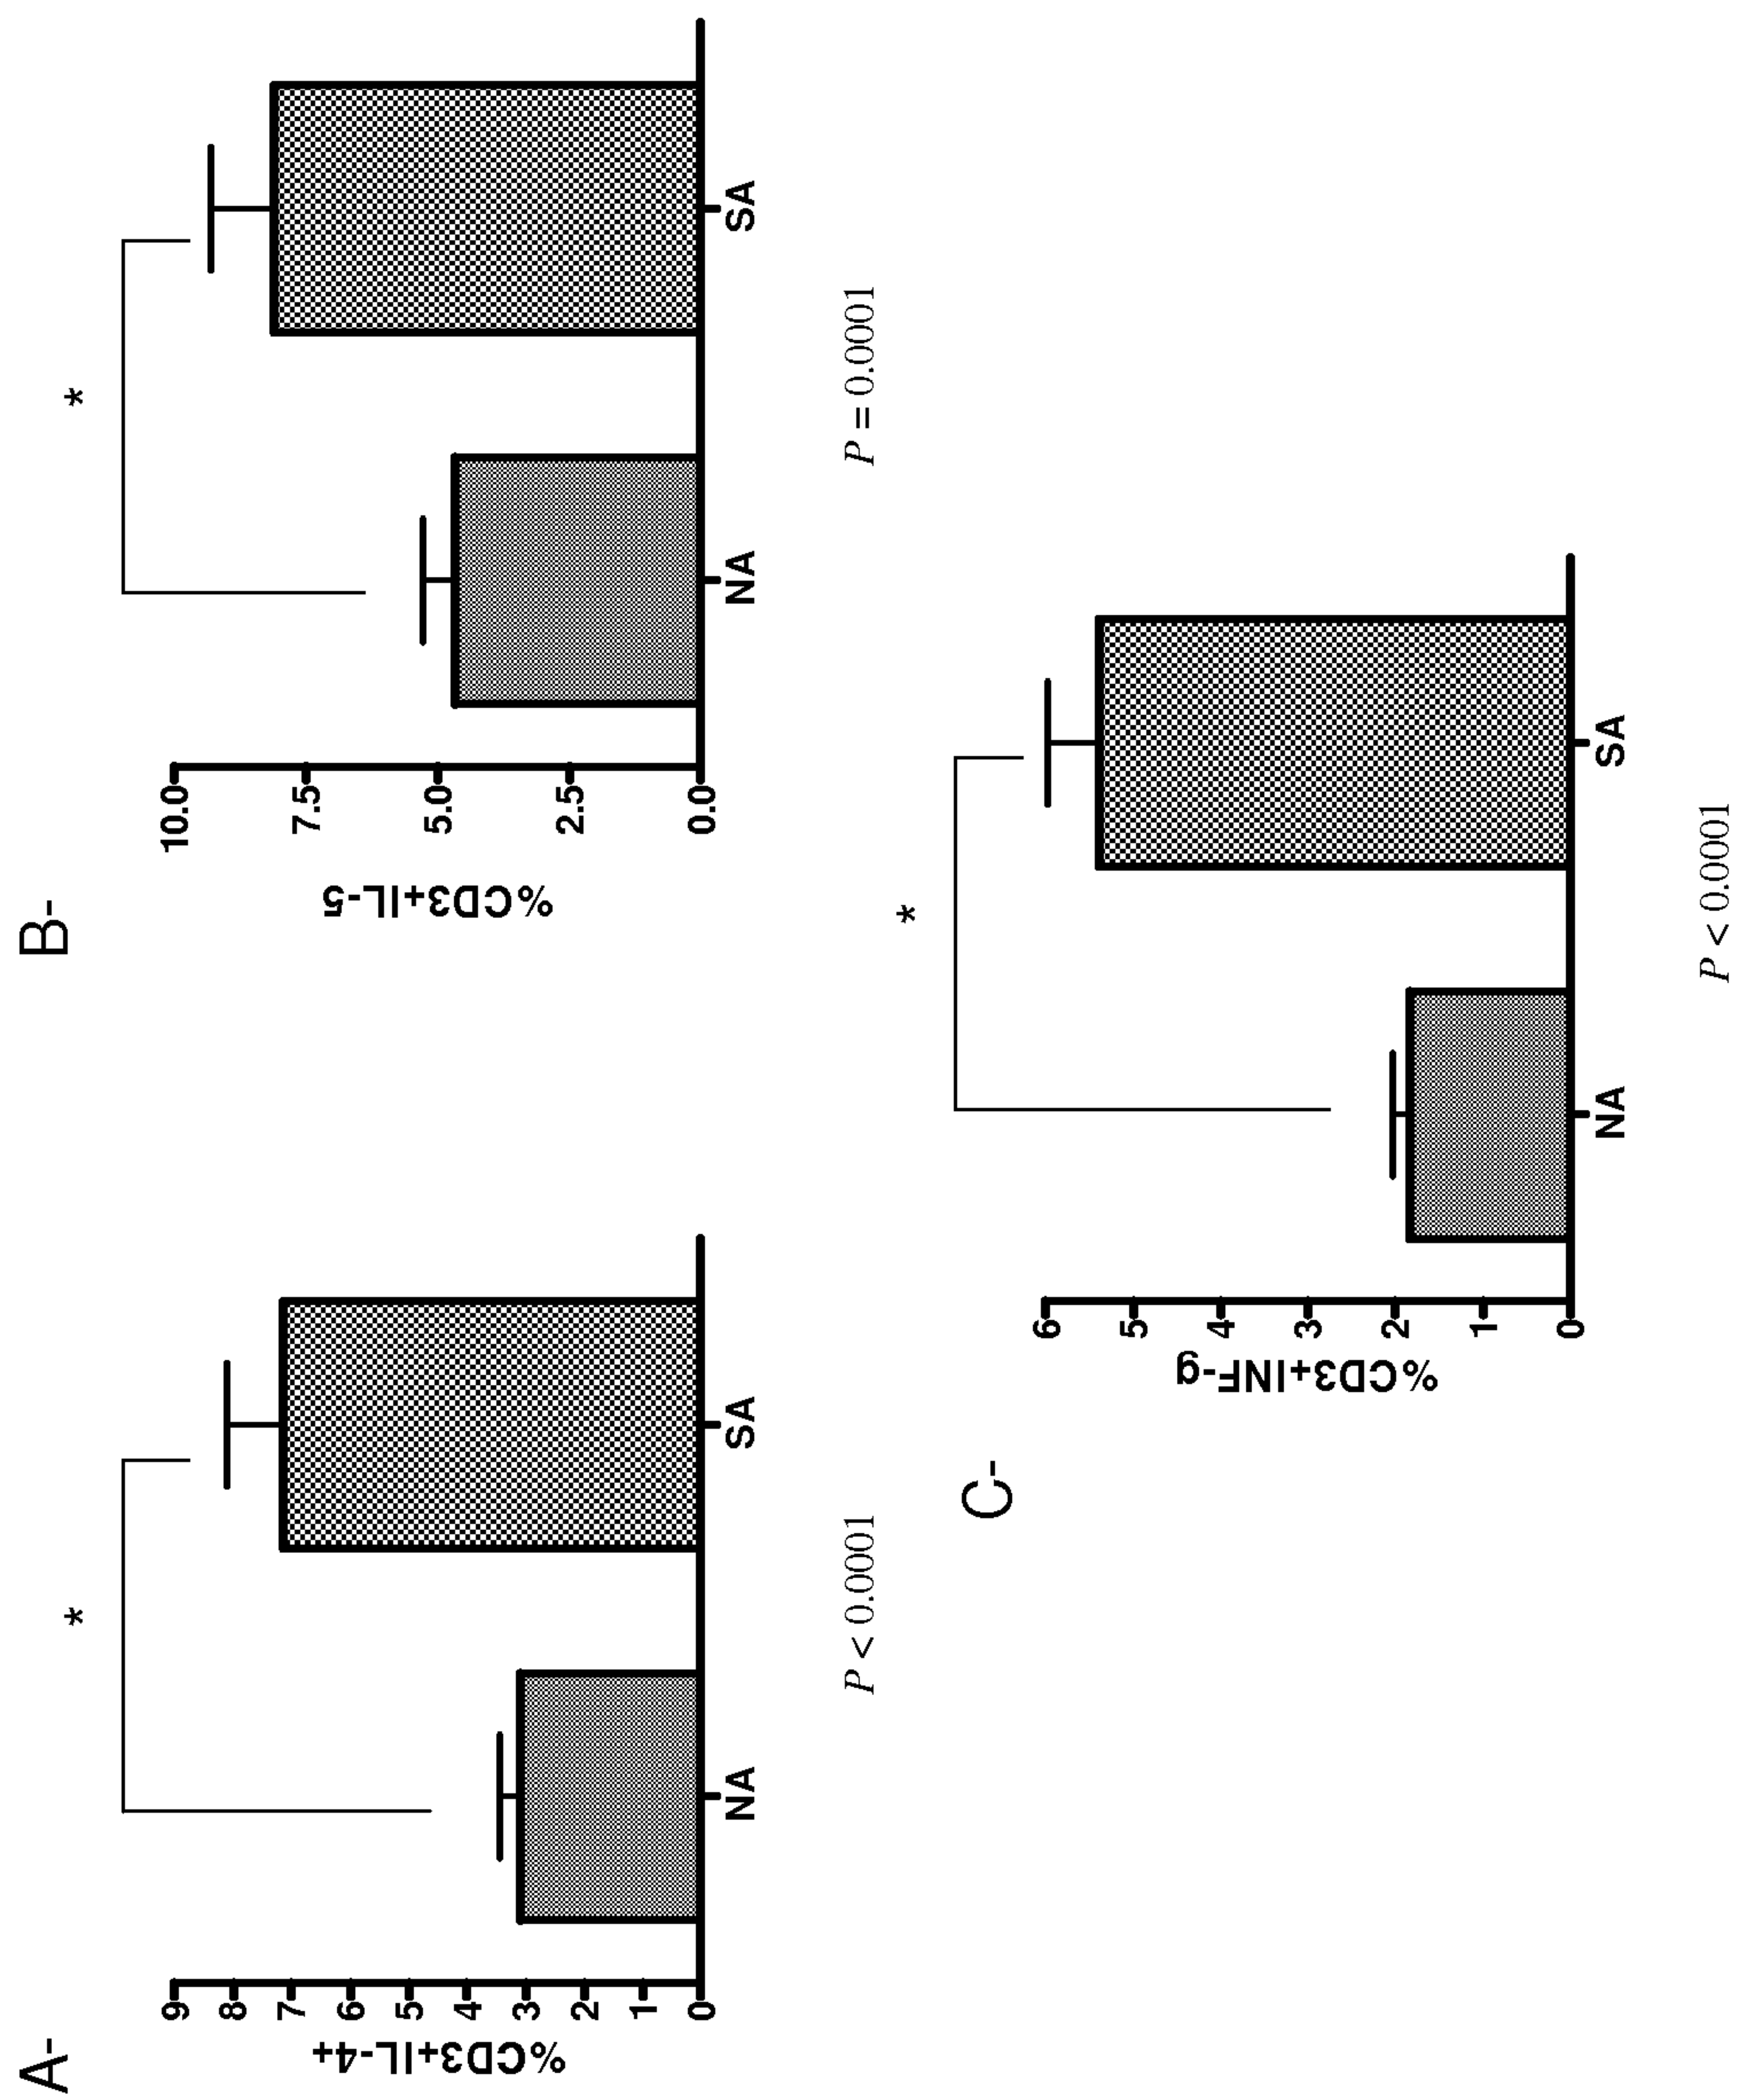 A-
%CD3+IL-4+
9
8
7
6
5
4
3
2
1
0
*
NA
SA
P < 0.0001
B-
%CD3+IL-5
10.0
7.5
5.0
2.5
0.0
*
NA
SA
P = 0.0001
C-
%CD3+INF-g
6
5
4
3
2
1
0
*
NA
SA
P < 0.0001